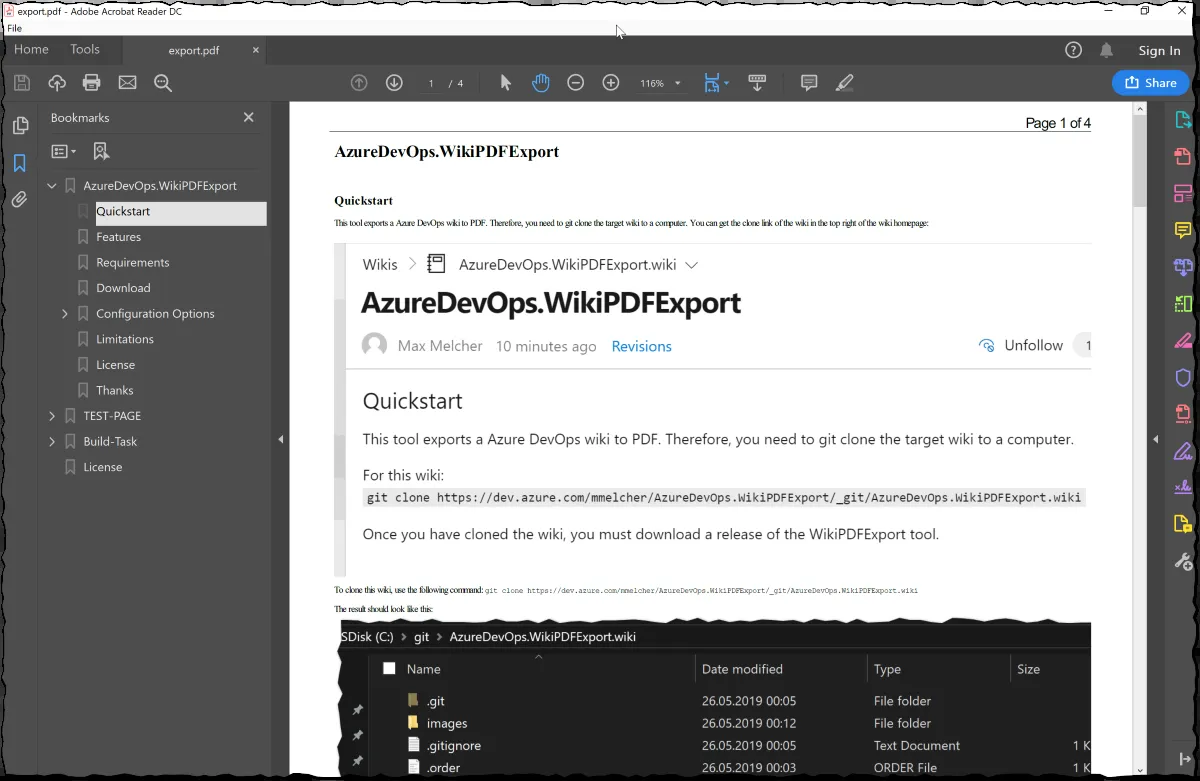 export.pdf - Adobe Acrobat Reader DC
File
Home Tools export.pdf × Sign In
1 / 4 116% Share
Bookmarks
AzureDevOps.WikiPDFExport
Quickstart
Features
Requirements
Download
Configuration Options
Limitations
License
Thanks
TEST-PAGE
Build-Task
License
Page 1 of 4
AzureDevOps.WikiPDFExport
Quickstart
This tool exports a Azure DevOps wiki to PDF. Therefore, you need to git clone the target wiki to a computer. You can get the clone link of the wiki in the top right of the wiki homepage:
Wikis > AzureDevOps.WikiPDFExport.wiki
AzureDevOps.WikiPDFExport
Max Melcher 10 minutes ago Revisions Unfollow 1
Quickstart
This tool exports a Azure DevOps wiki to PDF. Therefore, you need to git clone the target wiki to a computer.
For this wiki:
git clone https://dev.azure.com/mmelcher/AzureDevOps.WikiPDFExport/_git/AzureDevOps.WikiPDFExport.wiki
Once you have cloned the wiki, you must download a release of the WikiPDFExport tool.
To clone this wiki, use the following command: git clone https://dev.azure.com/mmelcher/AzureDevOps.WikiPDFExport/_git/AzureDevOps.WikiPDFExport.wiki
The result should look like this:
SDisk (C:) > git > AzureDevOps.WikiPDFExport.wiki
Name Date modified Type Size
.git 26.05.2019 00:05 File folder
images 26.05.2019 00:12 File folder
.gitignore 26.05.2019 00:05 Text Document 1 K
.order 26.05.2019 00:03 ORDER File 1 K